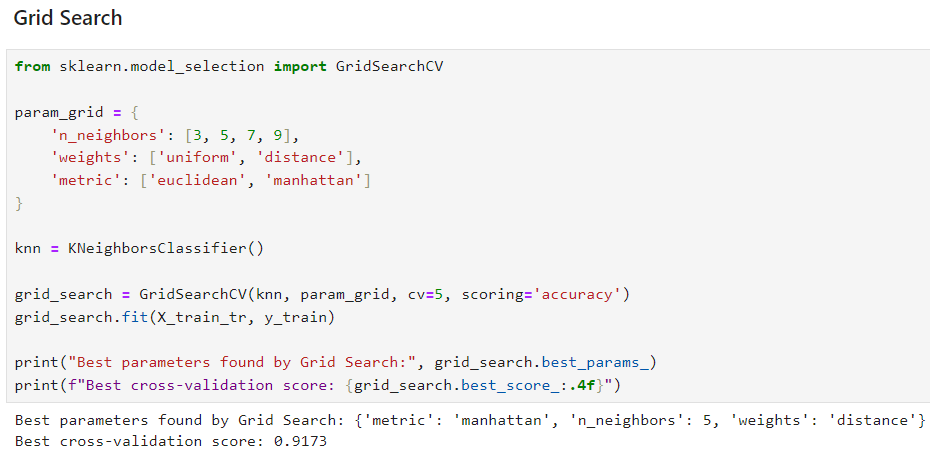 Grid Search
from sklearn.model_selection import GridSearchCV
param_grid = {
    'n_neighbors': [3, 5, 7, 9],
    'weights': ['uniform', 'distance'],
    'metric': ['euclidean', 'manhattan']
}
knn = KNeighborsClassifier()
grid_search = GridSearchCV(knn, param_grid, cv=5, scoring='accuracy')
grid_search.fit(X_train_tr, y_train)
print("Best parameters found by Grid Search:", grid_search.best_params_)
print(f"Best cross-validation score: {grid_search.best_score_:.4f}")
Best parameters found by Grid Search: {'metric': 'manhattan', 'n_neighbors': 5, 'weights': 'distance'}
Best cross-validation score: 0.9173